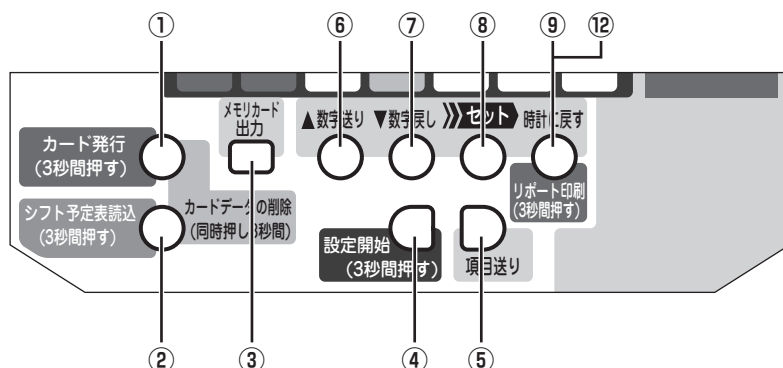 ① ⑥ ⑦ ⑧ ⑨ ⑫
メモリカード
出力
▲数字送り ▼数字戻し セット 時計に戻す
カード発行
(3秒間押す)
リポート印刷
(3秒間押す)
シフト予定表読込
(3秒間押す)
カードデータの削除
(同時押し3秒間)
設定開始
(3秒間押す)
項目送り
② ③ ④ ⑤